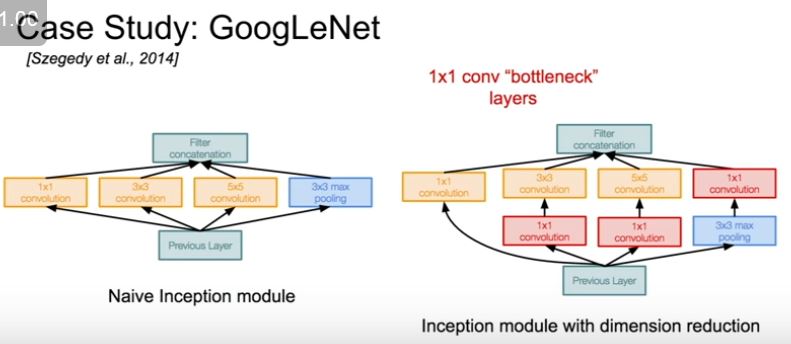 1.00
Case Study: GoogLeNet
[Szegedy et al., 2014]
Filter
concatenation
1x1
convolution
3x3
convolution
5x5
convolution
3x3 max
pooling
Previous Layer
Naive Inception module
1x1 conv “bottleneck”
layers
Filter
concatenation
1x1
convolution
3x3
convolution
5x5
convolution
1x1
convolution
1x1
convolution
1x1
convolution
3x3 max
pooling
Previous Layer
Inception module with dimension reduction